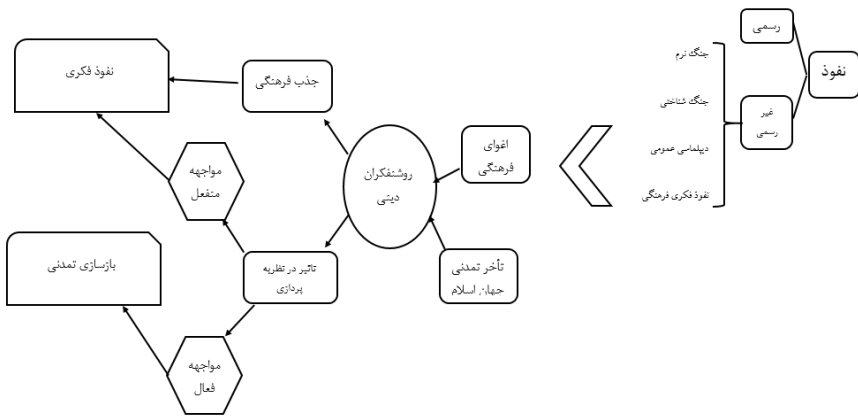 نفوذ
رسمی
غیر
رسمی
جنگ نرم
جنگ شناختی
دیپلماسی عمومی
نفوذ فکری فرهنگی
اغوای
فرهنگی
تأخر تمدنی
جهان اسلام
روشنفکران
دینی
جذب فرهنگی
تاثیر در نظریه
پردازی
مواجهه
منفعل
مواجهه
فعال
نفوذ فکری
بازسازی تمدنی